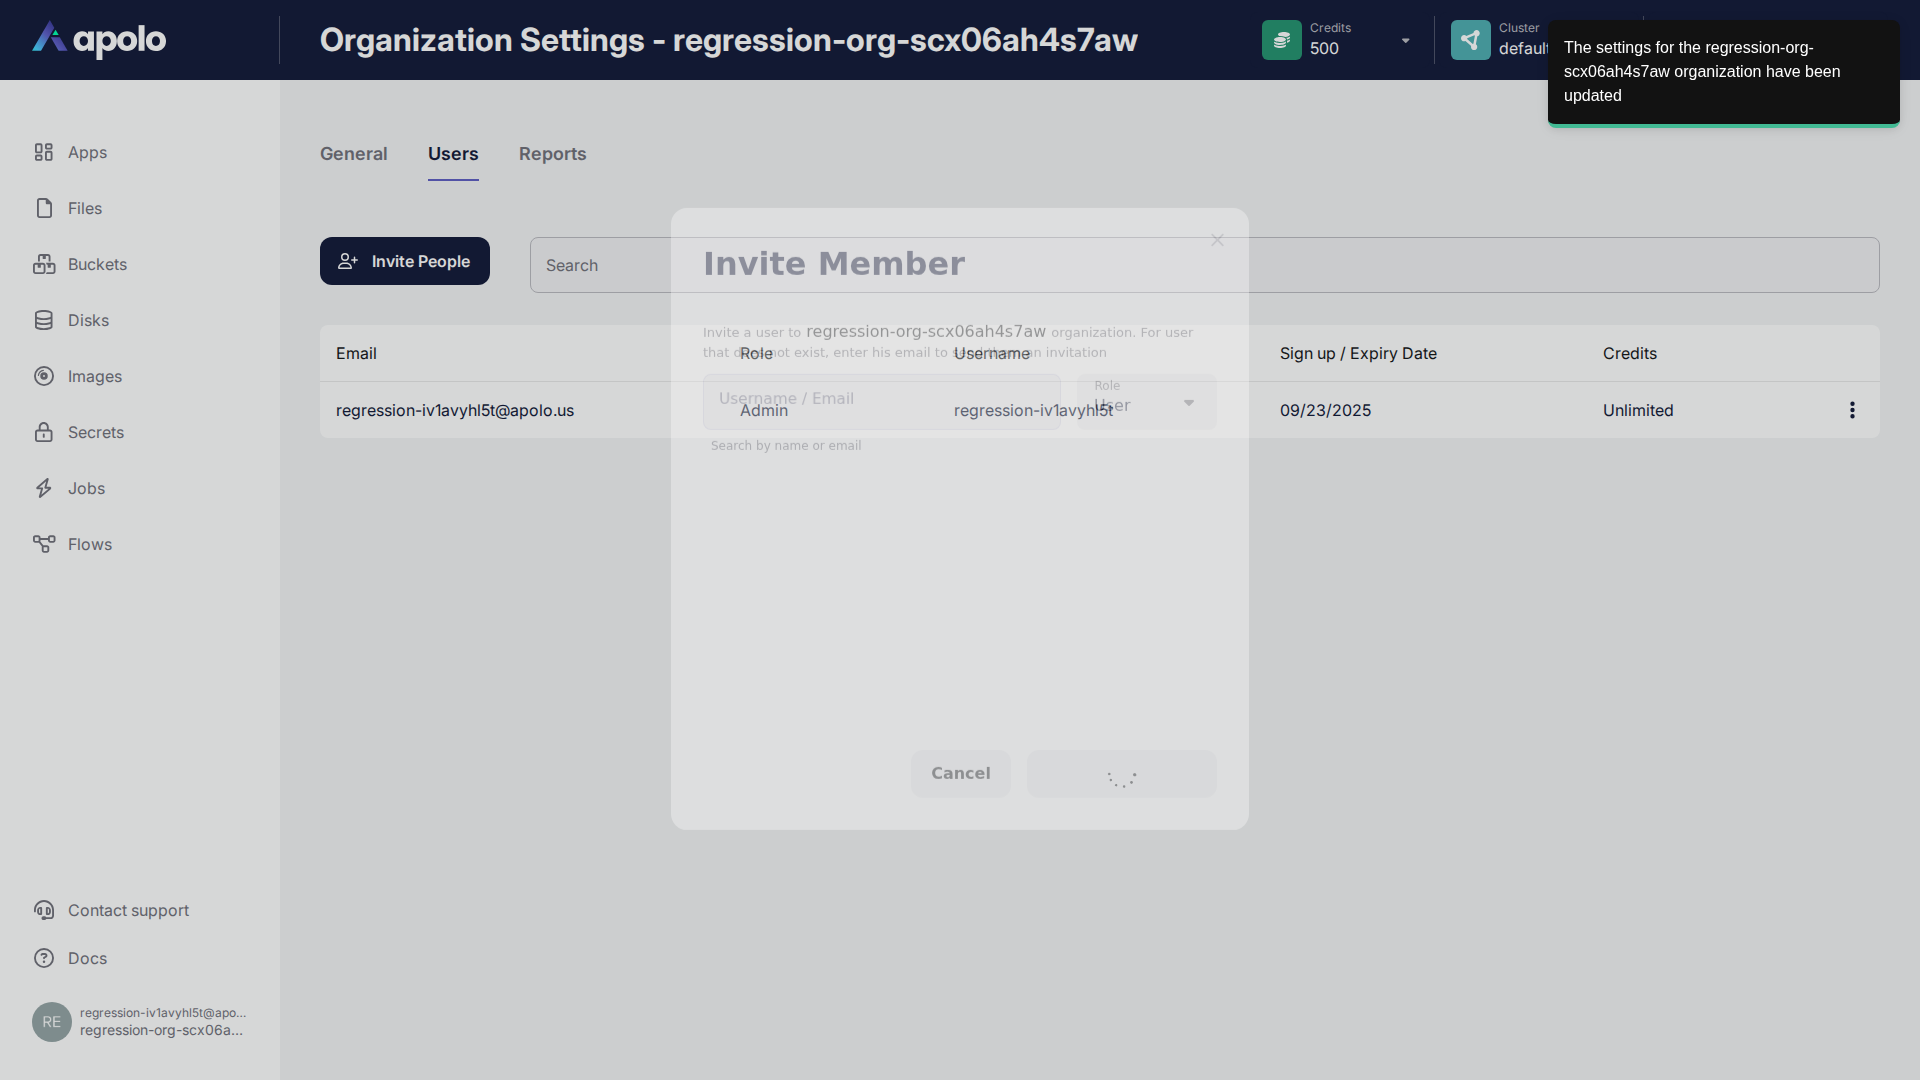 apolo
Organization Settings - regression-org-scx06ah4s7aw
Credits
500
Cluster
default
The settings for the regression-org-
scx06ah4s7aw organization have been
updated
Apps
Files
Buckets
Disks
Images
Secrets
Jobs
Flows
Contact support
Docs
RE
regression-iv1avyhl5t@apo...
regression-org-scx06a...
General
Users
Reports
Invite People
Search
Email
Role
Username
Sign up / Expiry Date
Credits
regression-iv1avyhl5t@apolo.us
Admin
regression-iv1avyhl5t
09/23/2025
Unlimited
Invite Member
Invite a user to regression-org-scx06ah4s7aw organization. For user
that does not exist, enter his email to send them an invitation
Username / Email
Role
User
Search by name or email
Cancel